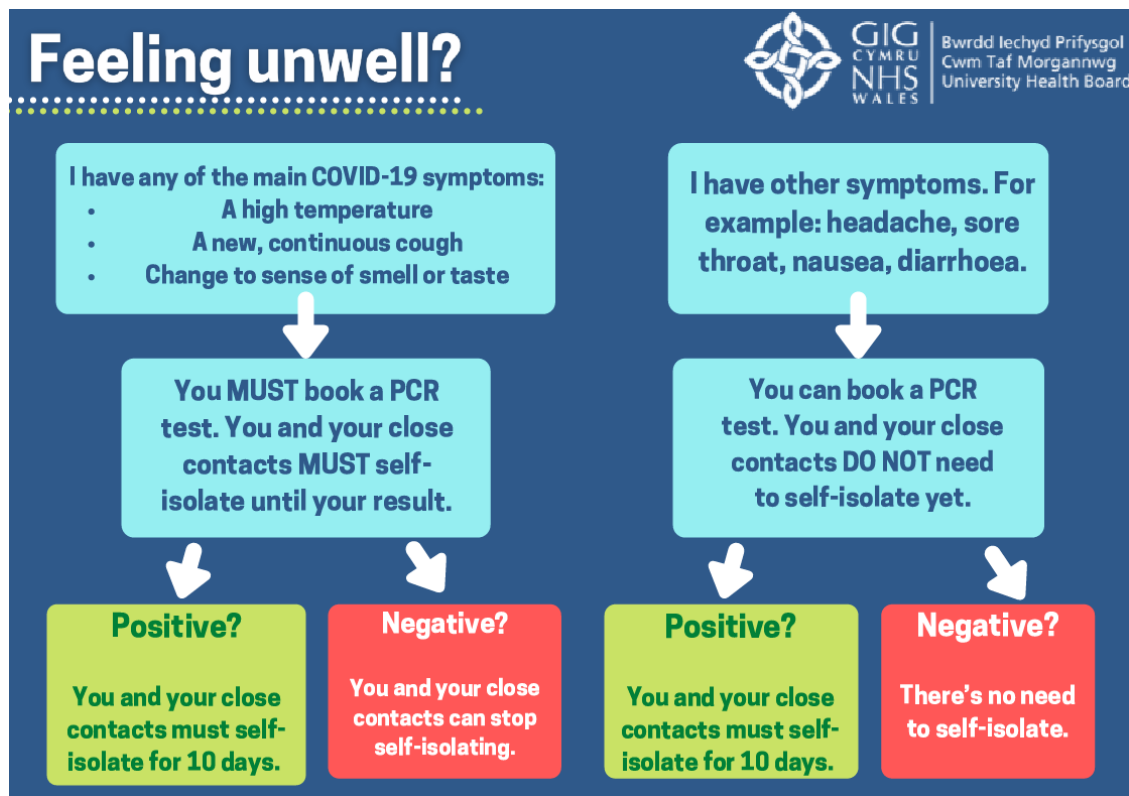 Feeling unwell?
GIG
CYMRU
NHS
WALES
Bwrdd Iechyd Prifysgol
Cwm Taf Morgannwg
University Health Board
I have any of the main COVID-19 symptoms:
• A high temperature
• A new, continuous cough
• Change to sense of smell or taste
You MUST book a PCR
test. You and your close
contacts MUST self-
isolate until your result.
Positive?
You and your close
contacts must self-
isolate for 10 days.
Negative?
You and your close
contacts can stop
self-isolating.
I have other symptoms. For
example: headache, sore
throat, nausea, diarrhoea.
You can book a PCR
test. You and your close
contacts DO NOT need
to self-isolate yet.
Positive?
You and your close
contacts must self-
isolate for 10 days.
Negative?
There's no need
to self-isolate.